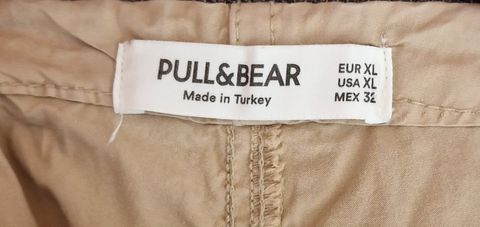 PULL&BEAR
Made in Turkey
EUR XL
USA XL
MEX 32